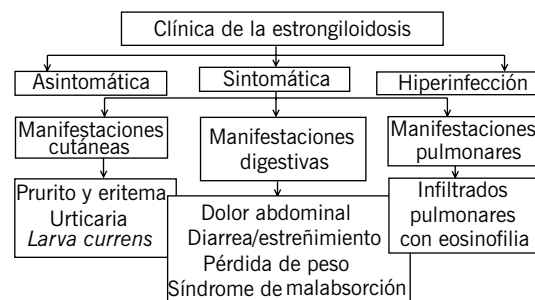 Clínica de la estrongiloidosis
Asintomática
Sintomática
Hiperinfección
Manifestaciones
cutáneas
Manifestaciones
digestivas
Manifestaciones
pulmonares
Prurito y eritema
Urticaria
Larva currens
Dolor abdominal
Diarrea/estreñimiento
Pérdida de peso
Síndrome de malabsorción
Infiltrados
pulmonares
con eosinofilia